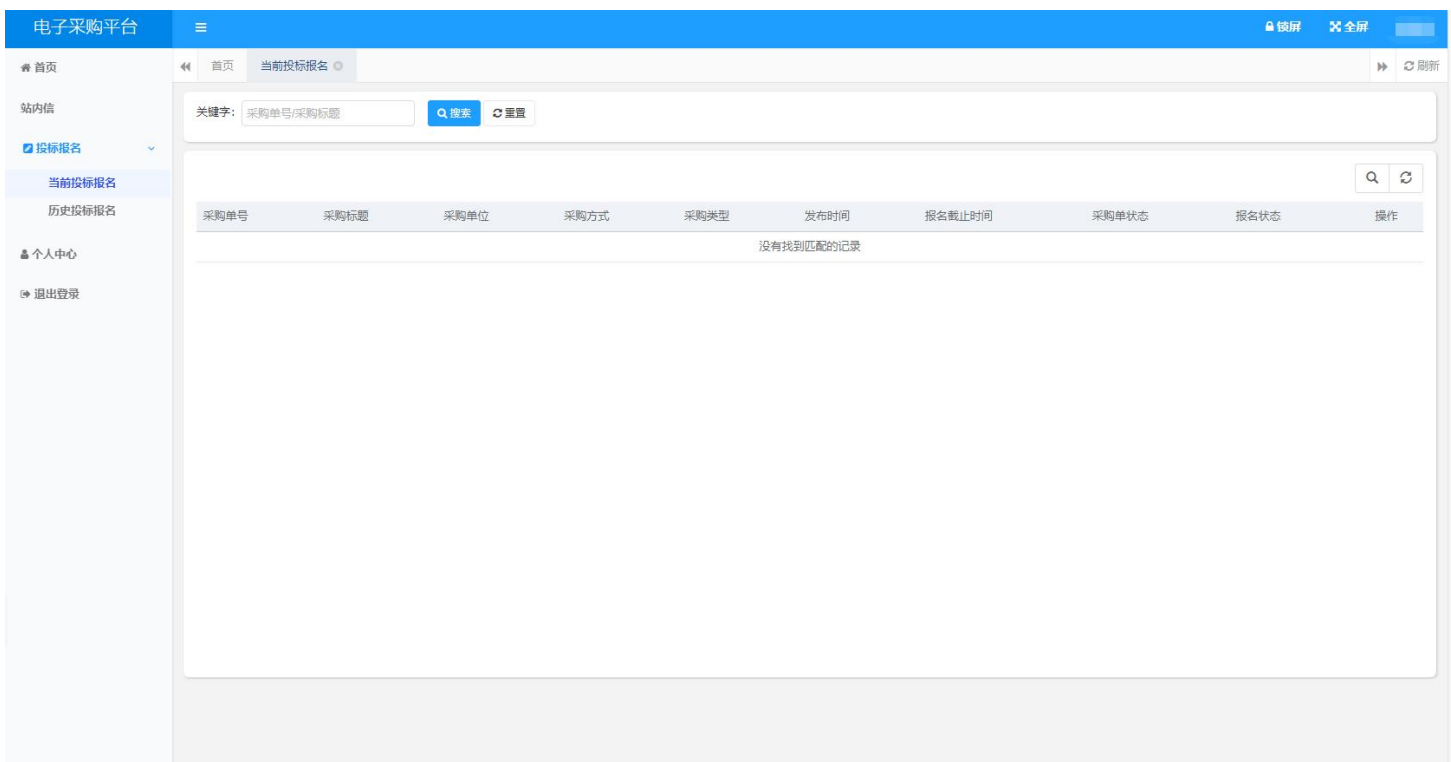 电子采购平台
锁屏 全屏
首页
站内信
投标报名
当前投标报名
历史投标报名
个人中心
退出登录
首页 当前投标报名 刷新
关键字： 采购单号/采购标题 搜索 重置
采购单号 采购标题 采购单位 采购方式 采购类型 发布时间 报名截止时间 采购单状态 报名状态 操作
没有找到匹配的记录